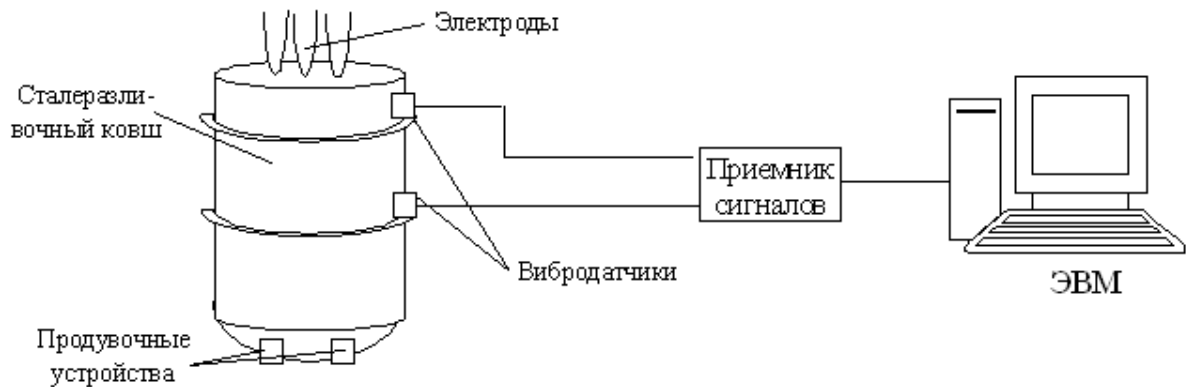 Электроды
Сталеразли-
вочный ковш
Приемник
сигналов
Вибродатчики
ЭВМ
Продувочные
устройства